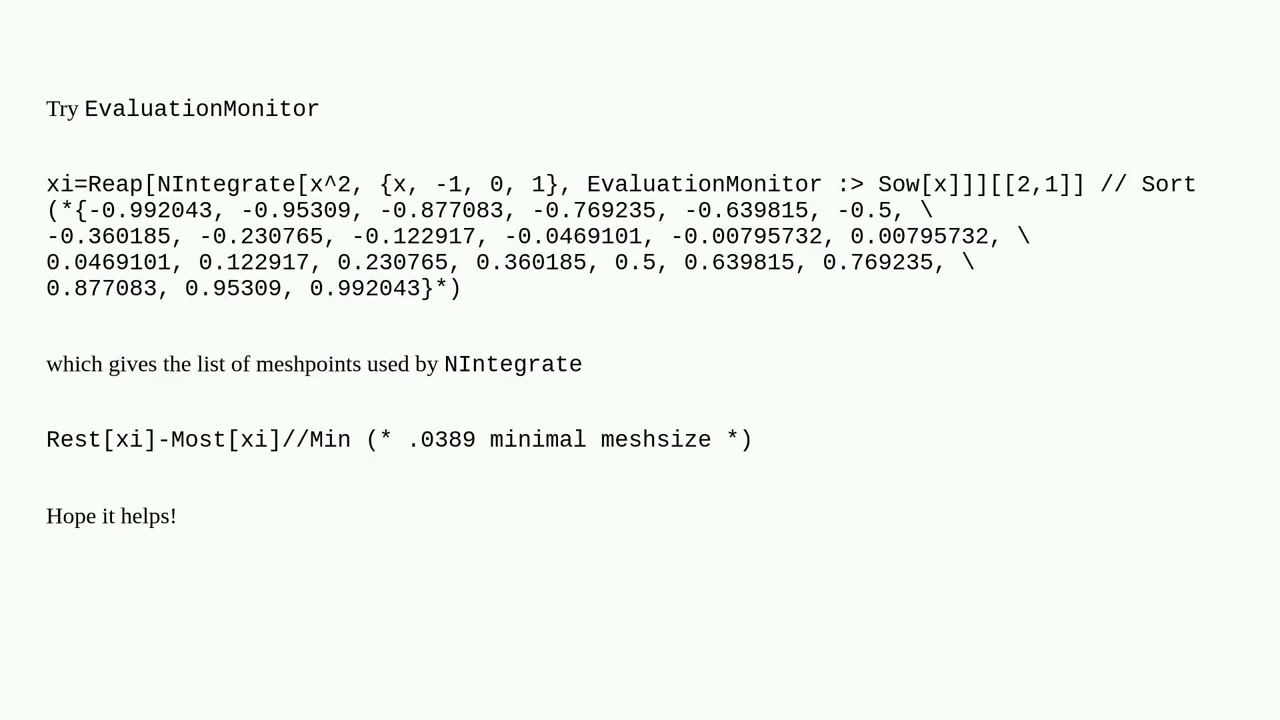 Try EvaluationMonitor
xi=Reap[NIntegrate[x^2, {x, -1, 0, 1}, EvaluationMonitor :> Sow[x]]][[2,1]] // Sort
(*{-0.992043, -0.95309, -0.877083, -0.769235, -0.639815, -0.5, \
-0.360185, -0.230765, -0.122917, -0.0469101, -0.00795732, 0.00795732, \
0.0469101, 0.122917, 0.230765, 0.360185, 0.5, 0.639815, 0.769235, \
0.877083, 0.95309, 0.992043}*)
which gives the list of meshpoints used by NIntegrate
Rest[xi]-Most[xi]//Min (* .0389 minimal meshsize *)
Hope it helps!